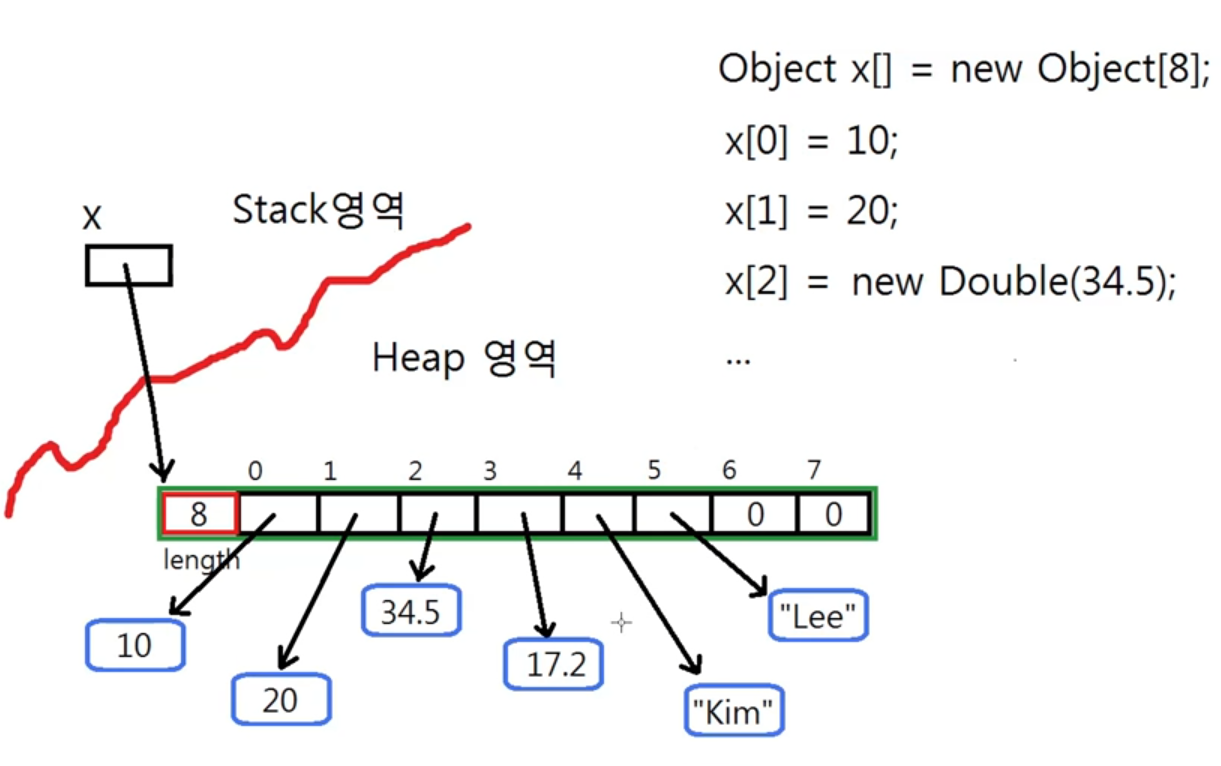 Object x[] = new Object[8];
x[0] = 10;
x[1] = 20;
x[2] = new Double(34.5);
...
x
Stack영역
Heap 영역
0 1 2 3 4 5 6 7
8 0 0
length
10
20
34.5
17.2
"Kim"
"Lee"